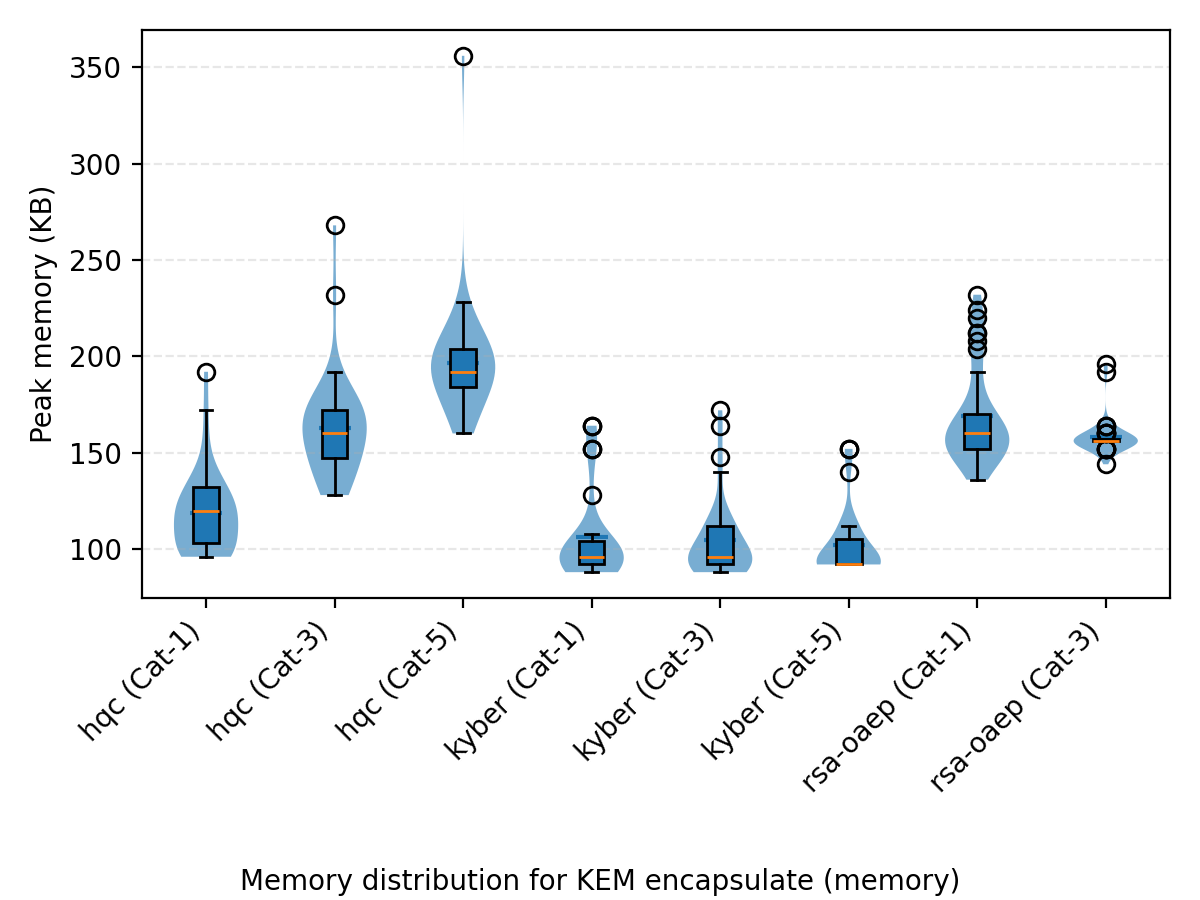 Peak memory (KB)
350
300
250
200
150
100
hqc (Cat-1)
hqc (Cat-3)
hqc (Cat-5)
kyber (Cat-1)
kyber (Cat-3)
kyber (Cat-5)
rsa-oaep (Cat-1)
rsa-oaep (Cat-3)
Memory distribution for KEM encapsulate (memory)